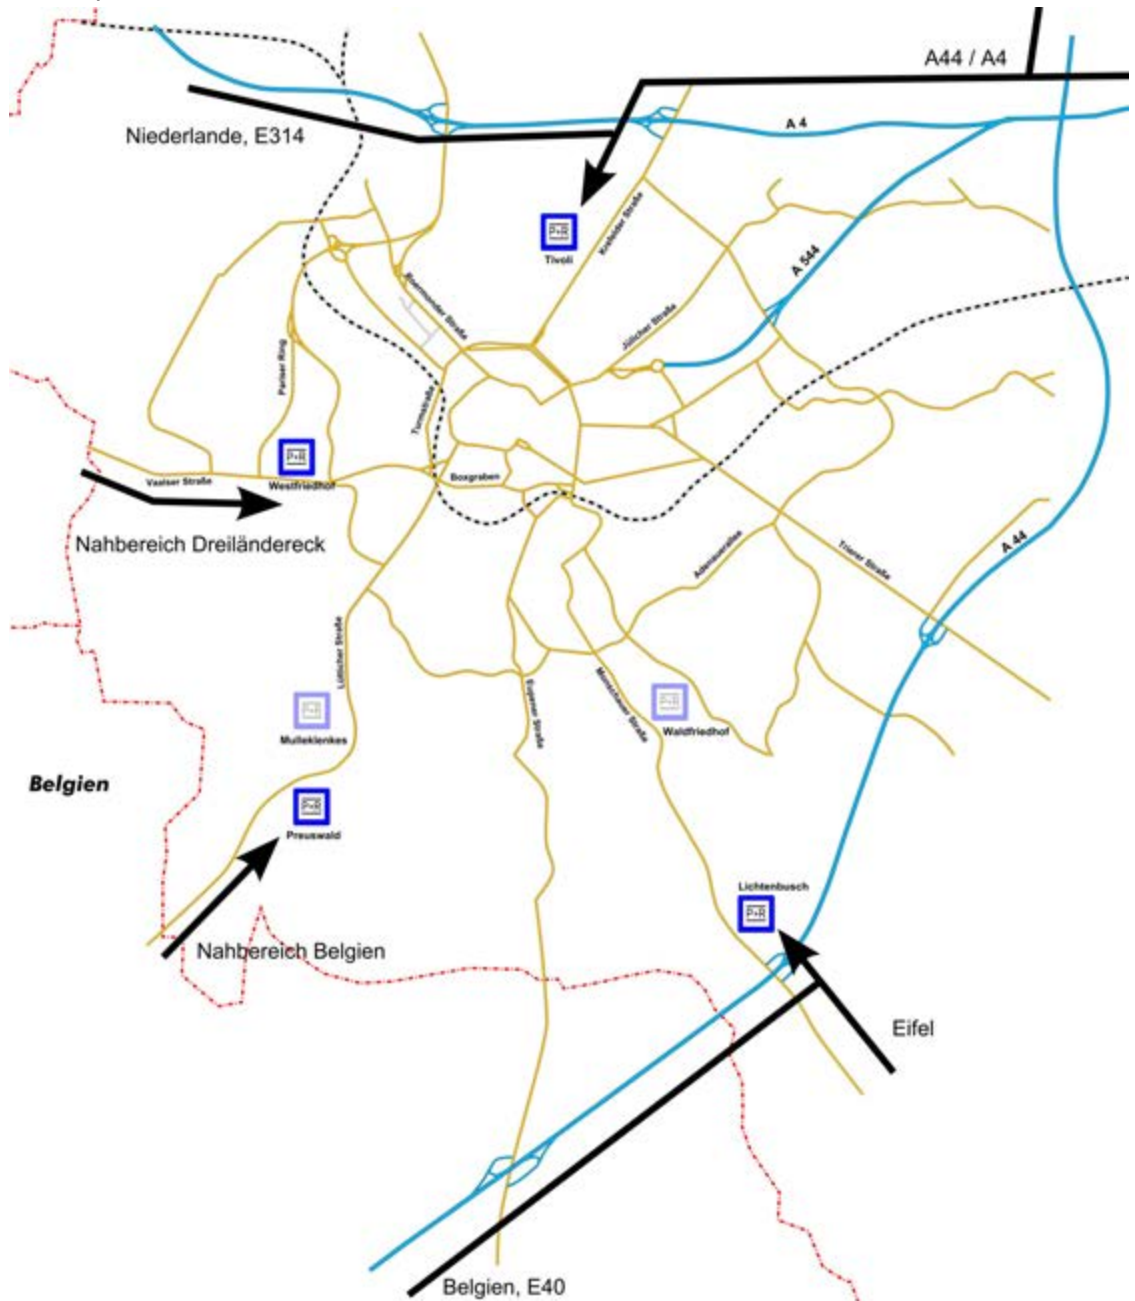 A44 / A4
A 4
Niederlande, E314
P+R
Tivoli
Krefelder Straße
A 544
Roermonder Straße
Jülicher Straße
Pariser Ring
Turmstraße
P+R
Westfriedhof
Vaalser Straße
Boxgraben
Nahbereich Dreiländereck
Adenauerallee
Trierer Straße
A 44
Lütticher Straße
P+R
Mulleklenkes
Eupener Straße
Monschauer Straße
P+R
Waldfriedhof
Belgien
P+R
Preuswald
Lichtenbusch
P+R
Nahbereich Belgien
Eifel
Belgien, E40